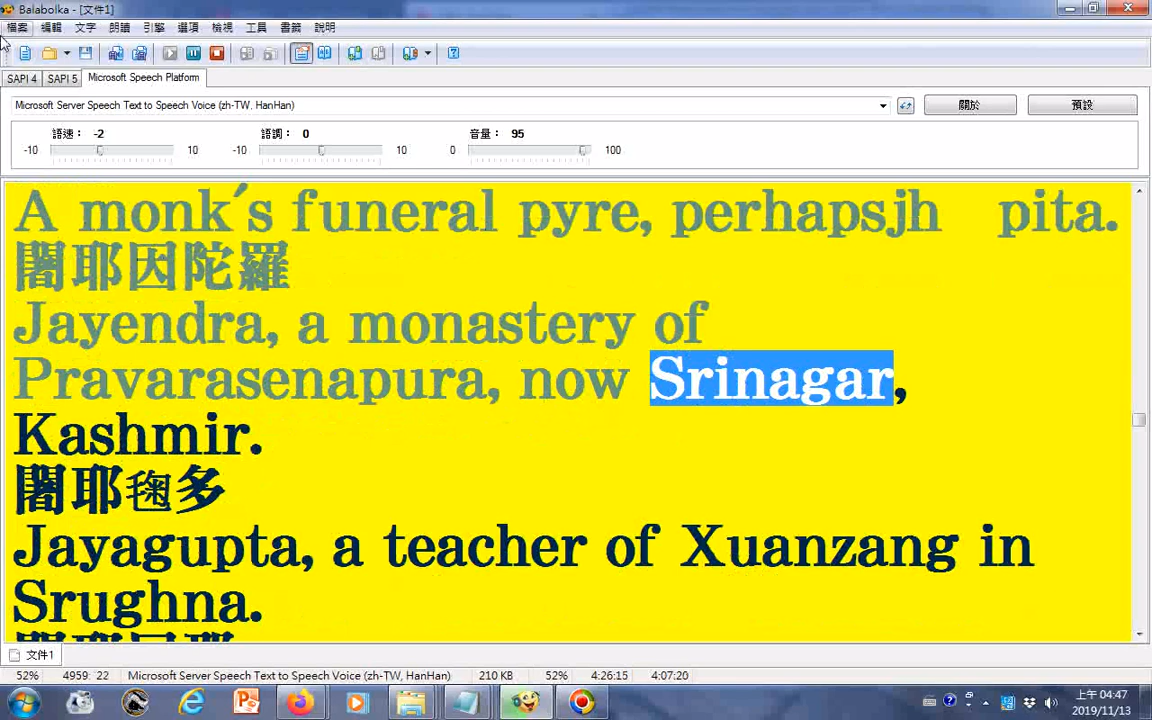 Balabolka - [文件1]
檔案 編輯 文字 朗讀 引擎 選項 檢視 工具 書籤 說明
SAPI 4 SAPI 5 Microsoft Speech Platform
Microsoft Server Speech Text to Speech Voice (zh-TW, HanHan) 關於 預設
語速： -2 語調： 0 音量： 95
-10 10 -10 10 0 100
A monk's funeral pyre, perhapsjh pita.
闍耶因陀羅
Jayendra, a monastery of
Pravarasenapura, now Srinagar,
Kashmir.
闍耶毱多
Jayagupta, a teacher of Xuanzang in
Srughna.
文件1
52% 4959: 22 Microsoft Server Speech Text to Speech Voice (zh-TW, HanHan) 210 KB 52% 4:26:15 4:07:20
上午 04:47
2019/11/13